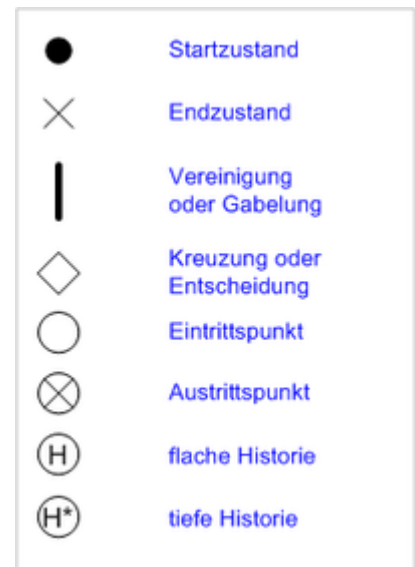 Startzustand
Endzustand
Vereinigung
oder Gabelung
Kreuzung oder
Entscheidung
Eintrittspunkt
Austrittspunkt
H flache Historie
H* tiefe Historie